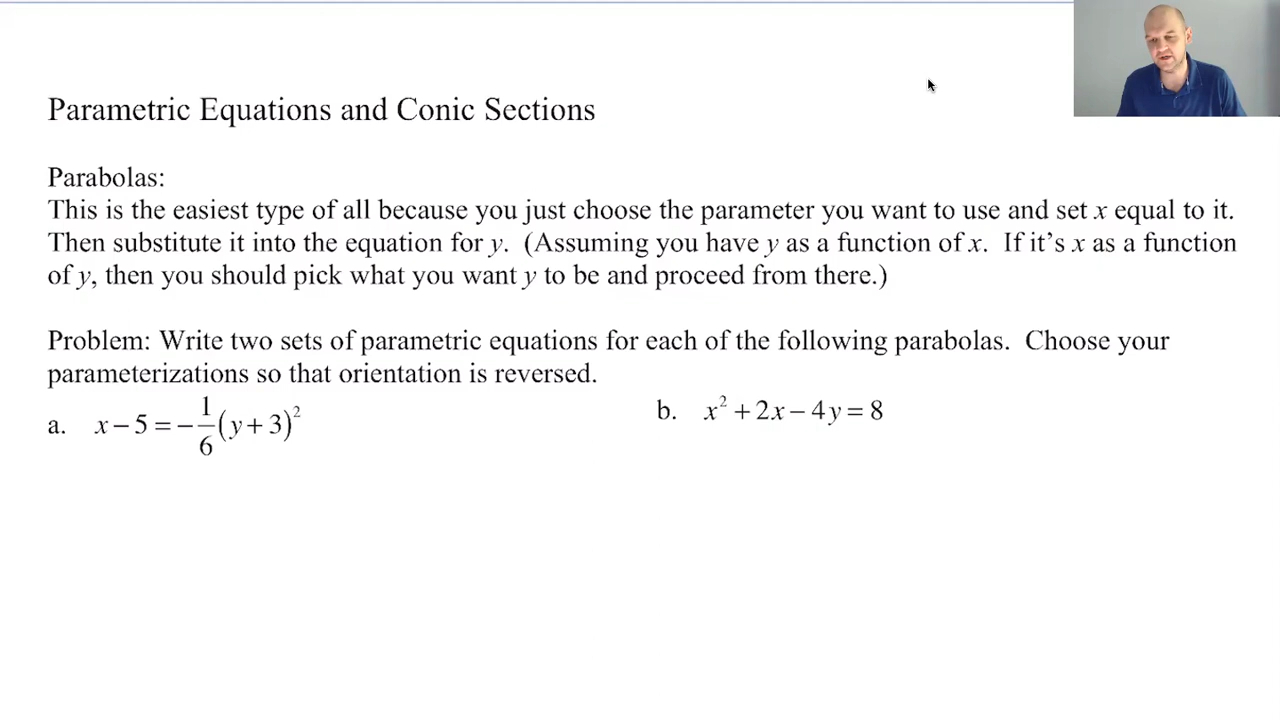 Parametric Equations and Conic Sections
Parabolas:
This is the easiest type of all because you just choose the parameter you want to use and set x equal to it.
Then substitute it into the equation for y. (Assuming you have y as a function of x. If it's x as a function
of y, then you should pick what you want y to be and proceed from there.)
Problem: Write two sets of parametric equations for each of the following parabolas. Choose your
parameterizations so that orientation is reversed.
a. x − 5 = −1/6(y + 3)²
b. x² + 2x − 4y = 8